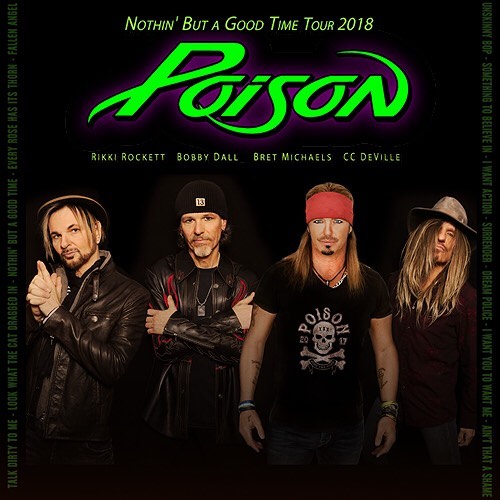 NOTHIN' BUT A GOOD TIME TOUR 2018
POISON
RIKKI ROCKETT BOBBY DALL BRET MICHAELS CC DEVILLE
TALK DIRTY TO ME - LOOK WHAT THE CAT DRAGGED IN - NOTHIN' BUT A GOOD TIME - EVERY ROSE HAS ITS THORN - FALLEN ANGEL
UNSKINNY BOP - SOMETHING TO BELIEVE IN - I WANT ACTION - SURRENDER - DREAM POLICE - I WANT YOU TO WANT ME - AIN'T THAT A SHAME
13
POISON
20 17